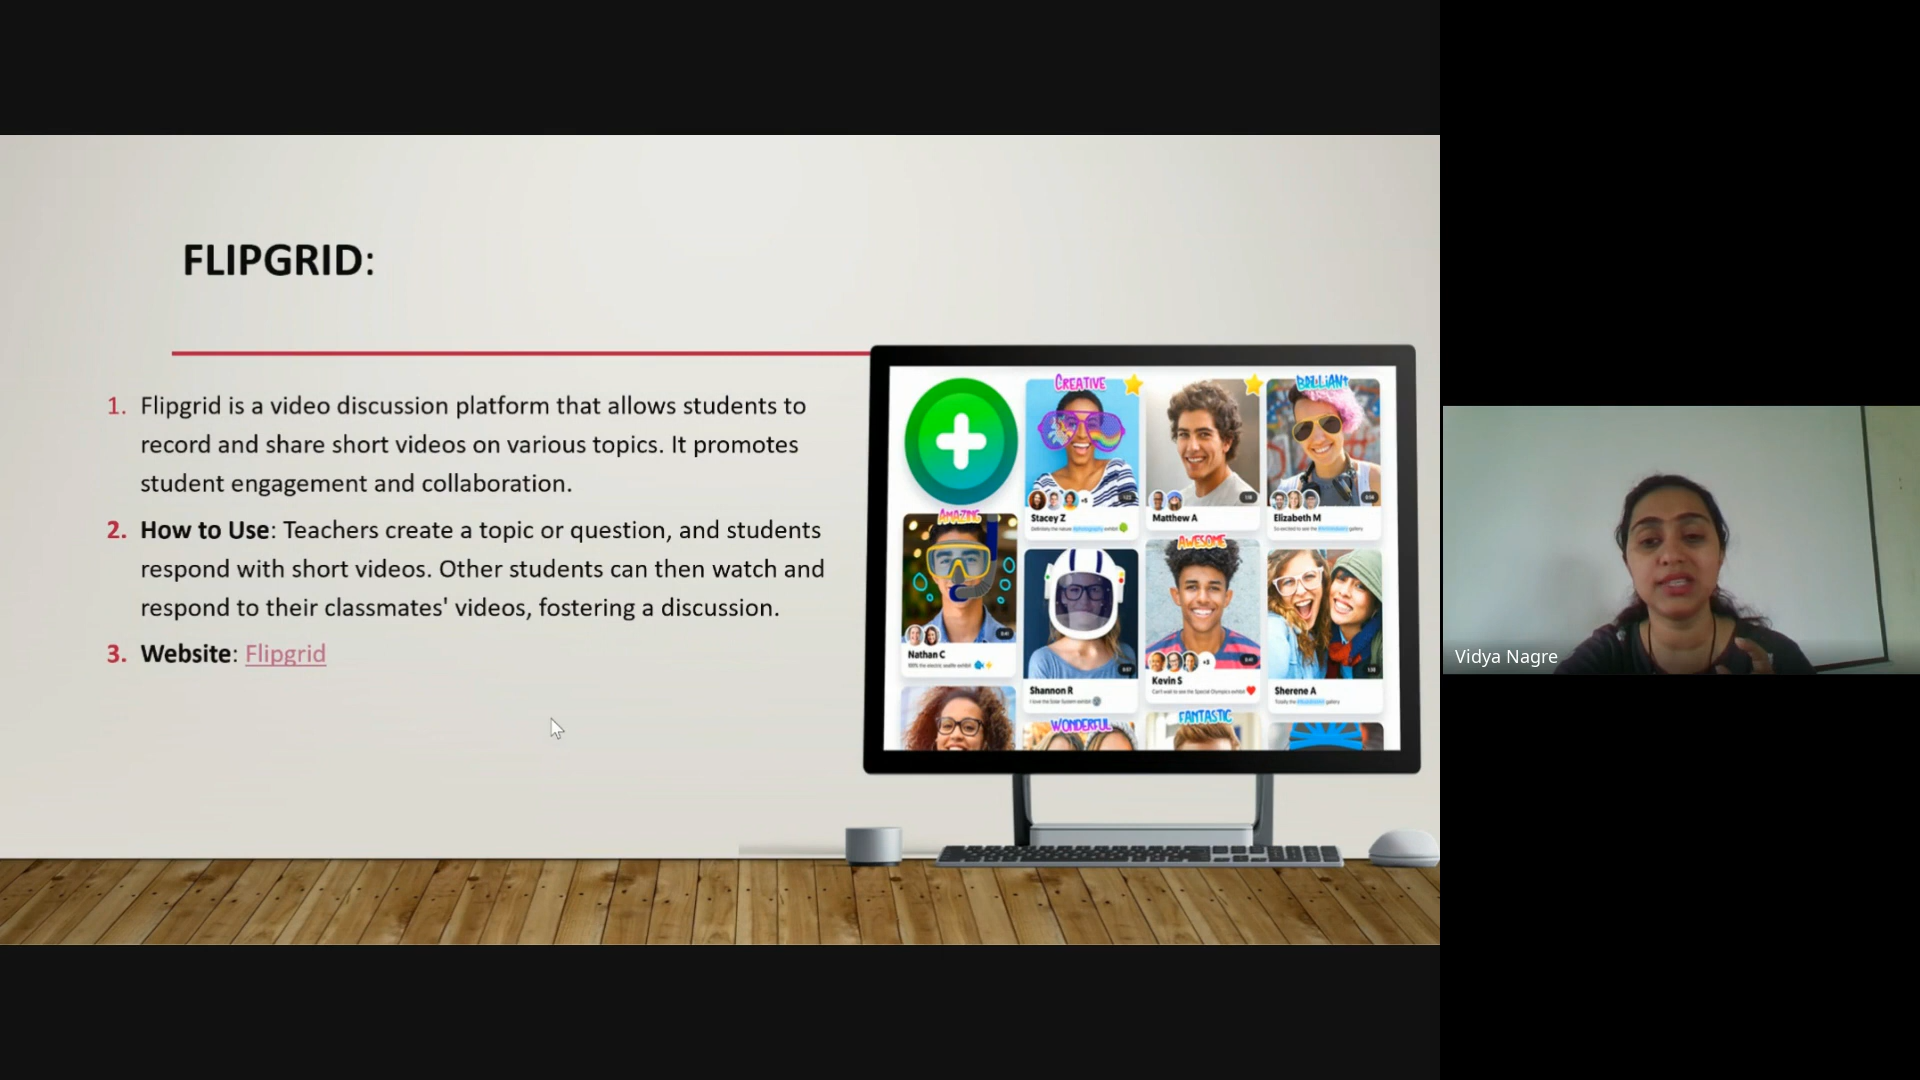 FLIPGRID:
1. Flipgrid is a video discussion platform that allows students to
record and share short videos on various topics. It promotes
student engagement and collaboration.
2. How to Use: Teachers create a topic or question, and students
respond with short videos. Other students can then watch and
respond to their classmates' videos, fostering a discussion.
3. Website: Flipgrid
CREATIVE
BRILLIANT
Stacey Z
Matthew A
Elizabeth M
AMAZING
AWESOME
Nathan C
Shannon R
Kevin S
Sherene A
WONDERFUL
FANTASTIC
Vidya Nagre